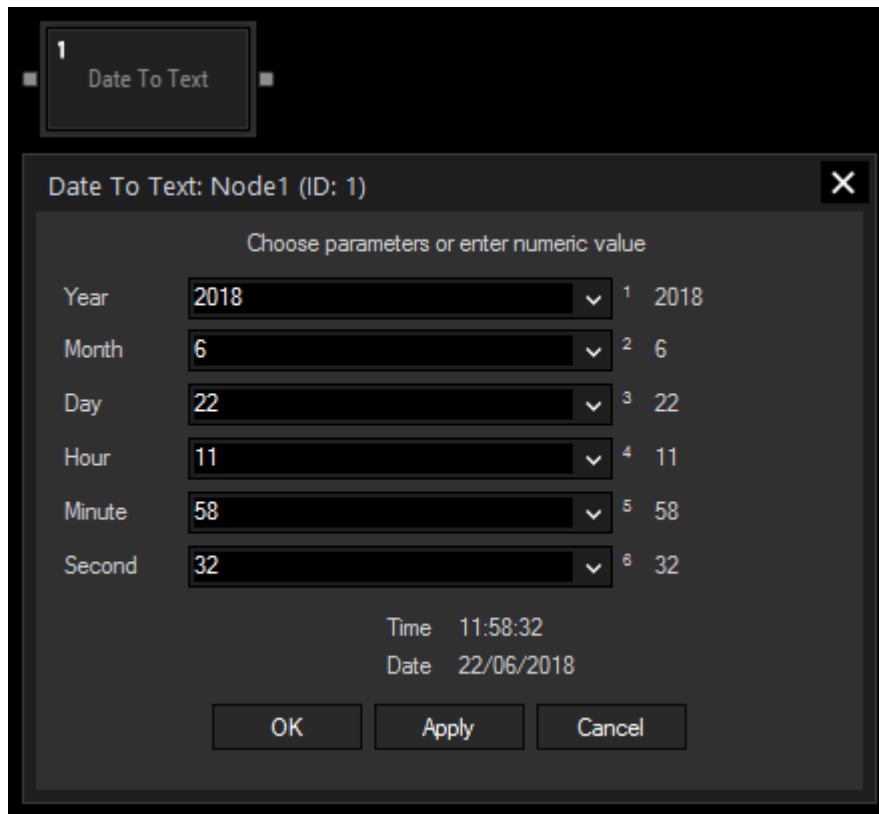 1
Date To Text
Date To Text: Node1 (ID: 1)
Choose parameters or enter numeric value
Year 2018 1 2018
Month 6 2 6
Day 22 3 22
Hour 11 4 11
Minute 58 5 58
Second 32 6 32
Time 11:58:32
Date 22/06/2018
OK Apply Cancel